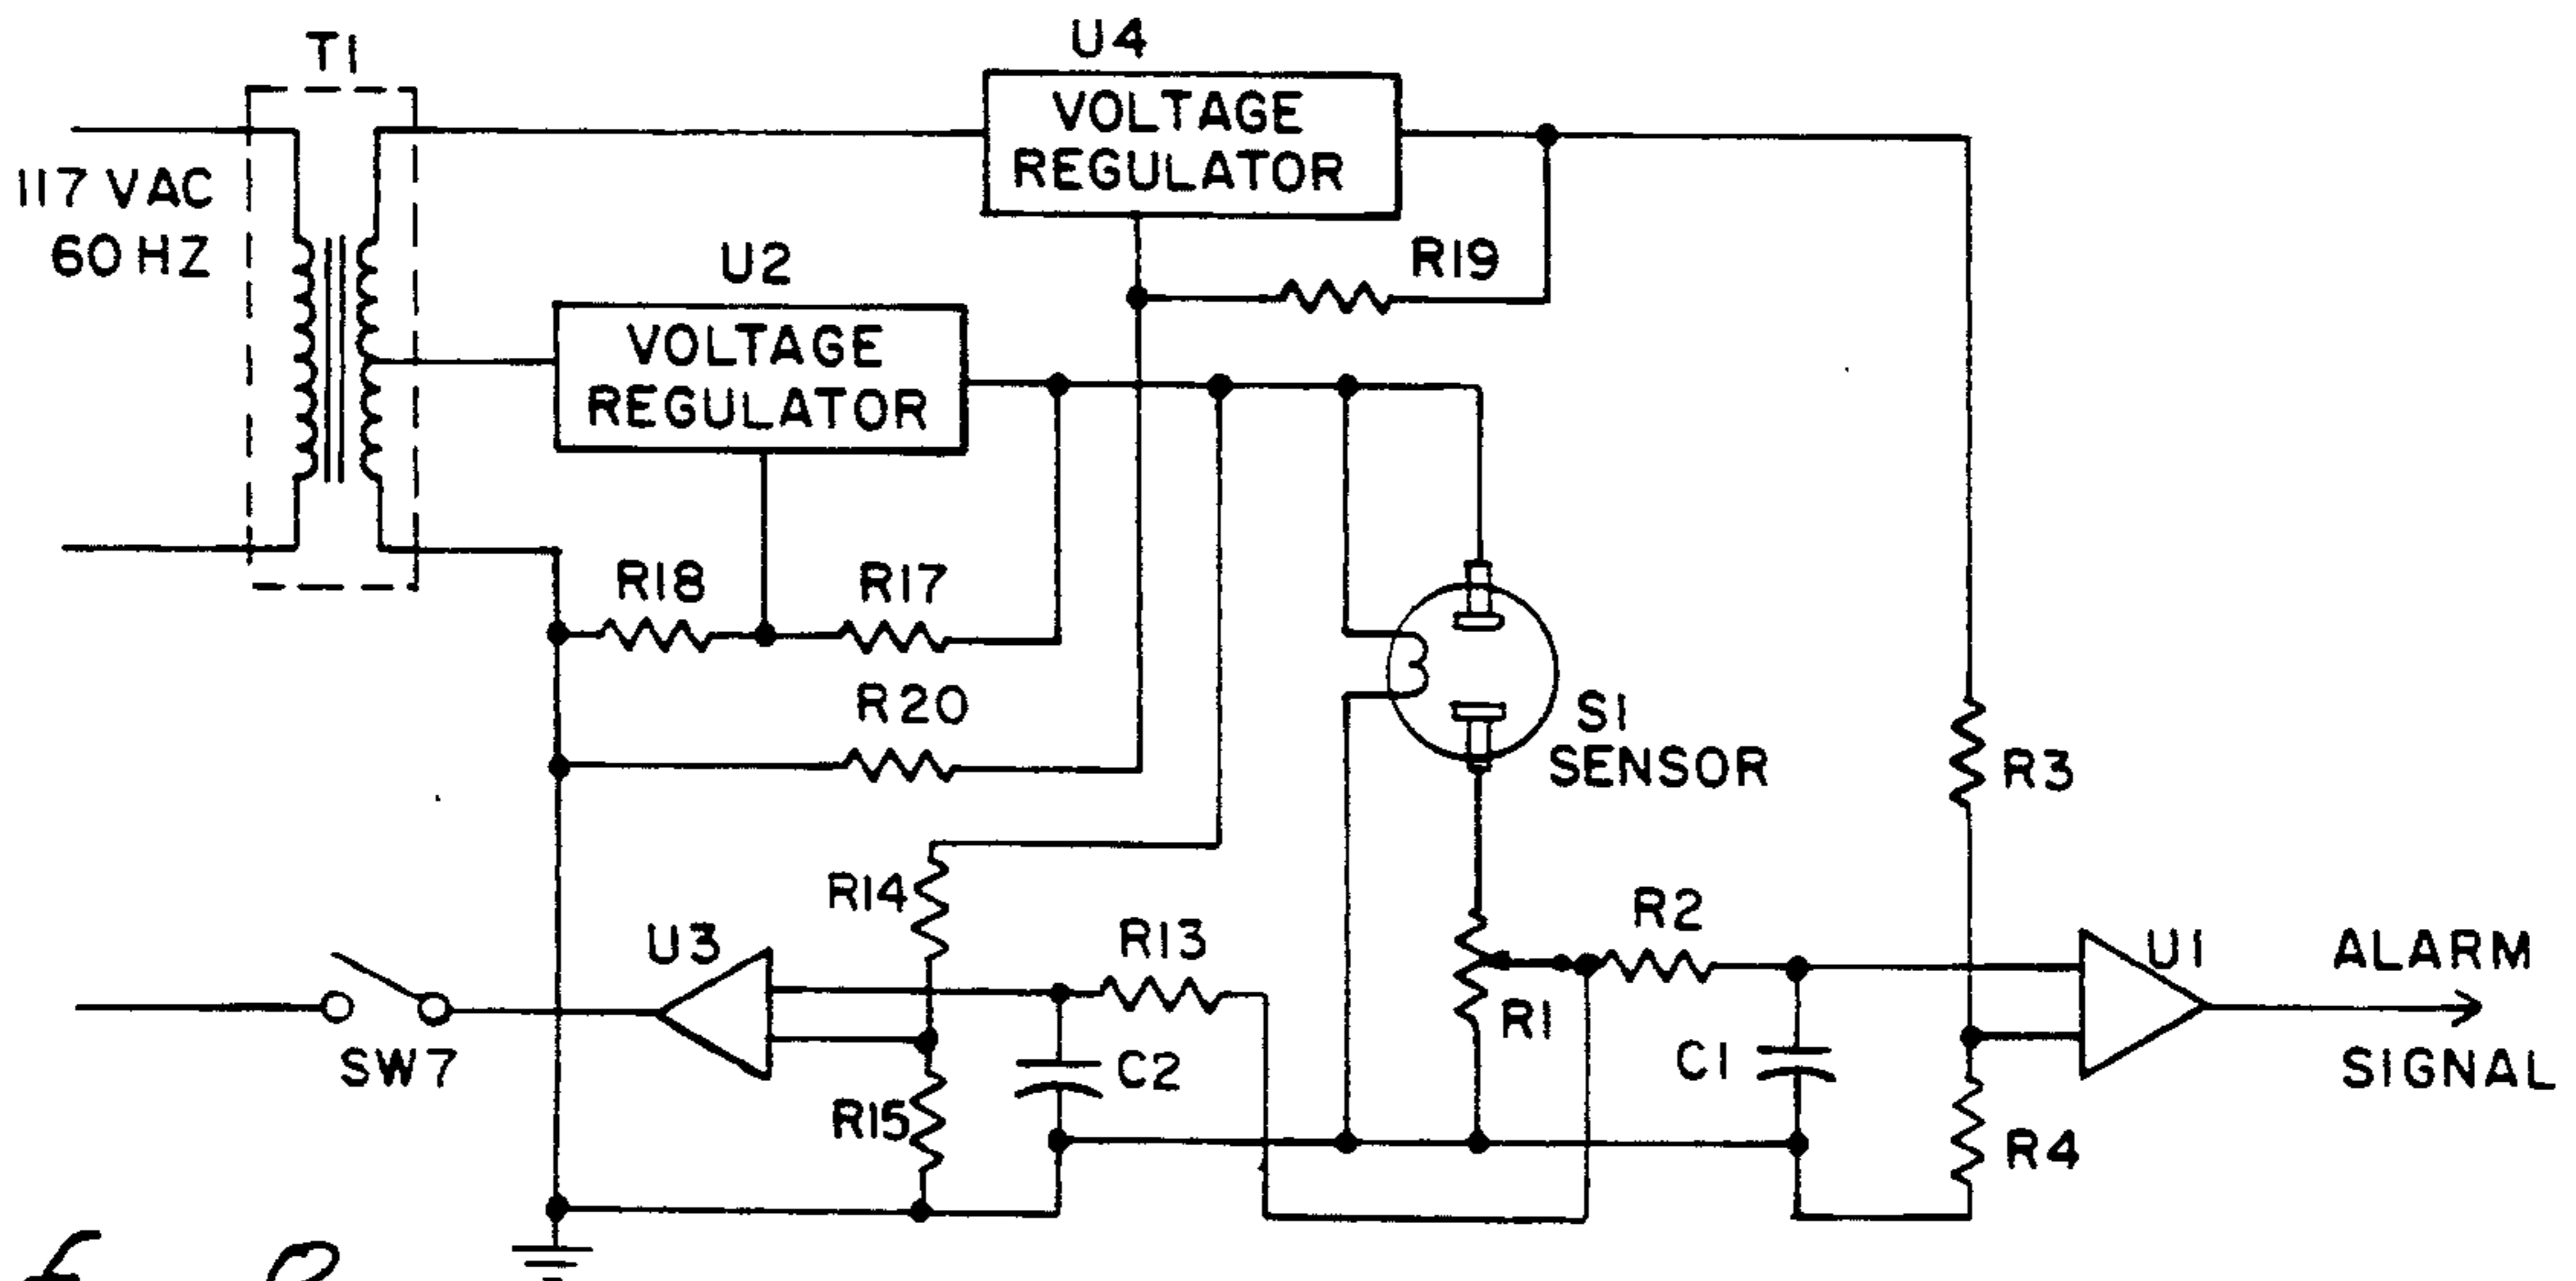 T1
U4
VOLTAGE
REGULATOR
117 VAC
60 HZ
U2
VOLTAGE
REGULATOR
R19
R18
R17
R20
S1
SENSOR
R3
R14
U3
R13
R2
U1
ALARM
SIGNAL
SW7
R15
C2
R1
C1
R4